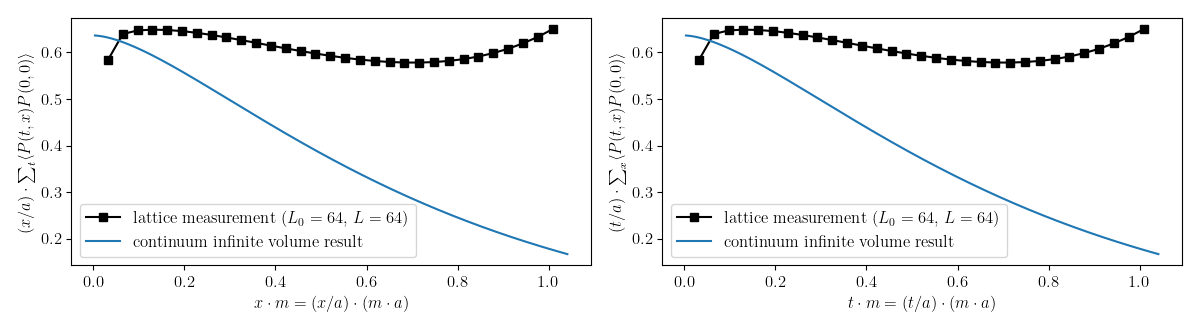 (x/a) · ∑_t⟨P(t, x)P(0, 0)⟩
0.6
0.5
0.4
0.3
0.2
lattice measurement (L_0 = 64, L = 64)
continuum infinite volume result
0.0 0.2 0.4 0.6 0.8 1.0
x · m = (x/a) · (m · a)
(t/a) · ∑_x⟨P(t, x)P(0, 0)⟩
0.6
0.5
0.4
0.3
0.2
lattice measurement (L_0 = 64, L = 64)
continuum infinite volume result
0.0 0.2 0.4 0.6 0.8 1.0
t · m = (t/a) · (m · a)